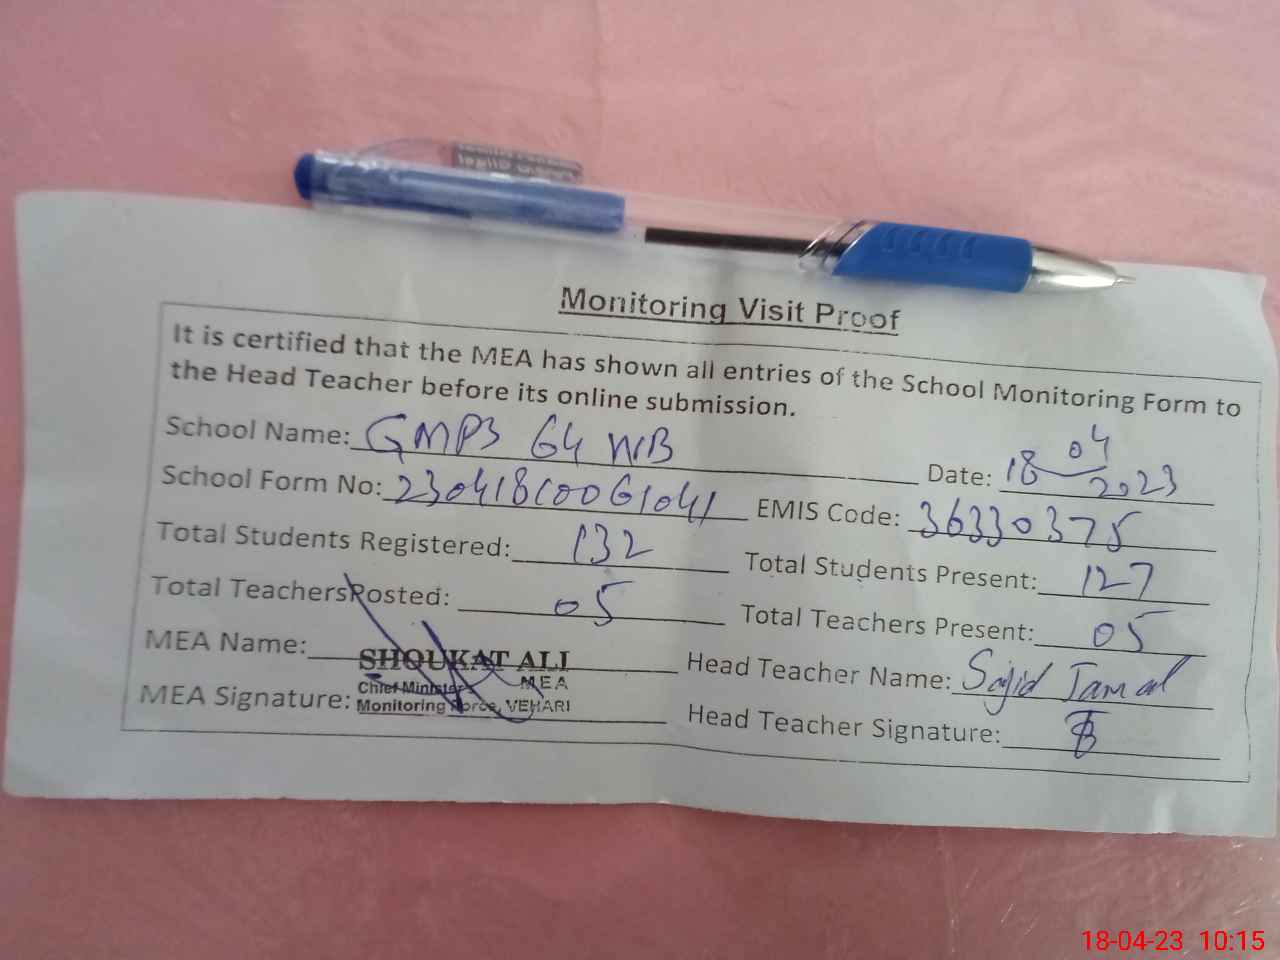 Monitoring Visit Proof
It is certified that the MEA has shown all entries of the School Monitoring Form to
the Head Teacher before its online submission.
School Name: GMPS 64 WB Date: 18-04-2023
School Form No: 23041810061041 EMIS Code: 36330375
Total Students Registered: 132 Total Students Present: 127
Total Teachers Posted: 05 Total Teachers Present: 05
MEA Name: SHOUKAT ALI Head Teacher Name: Sajid Jamal
MEA
Chief Minister's
Monitoring Force, VEHARI
MEA Signature: Head Teacher Signature:
18-04-23 10:15